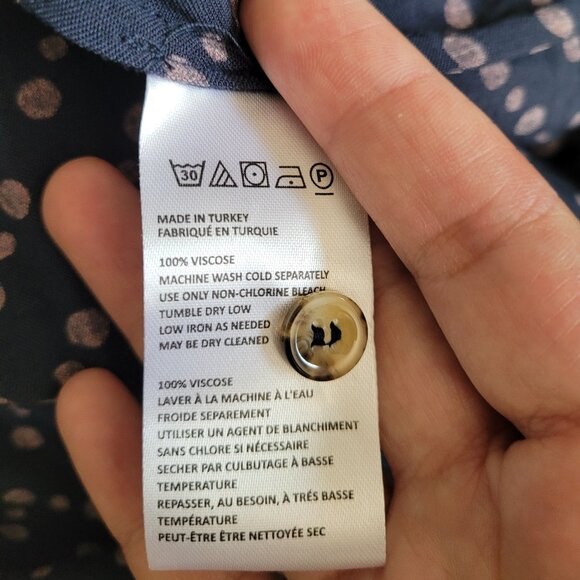 30
P
MADE IN TURKEY
FABRIQUÉ EN TURQUIE
100% VISCOSE
MACHINE WASH COLD SEPARATELY
USE ONLY NON-CHLORINE BLEACH
TUMBLE DRY LOW
LOW IRON AS NEEDED
MAY BE DRY CLEANED
100% VISCOSE
LAVER À LA MACHINE À L'EAU
FROIDE SEPAREMENT
UTILISER UN AGENT DE BLANCHIMENT
SANS CHLORE SI NÉCESSAIRE
SECHER PAR CULBUTAGE À BASSE
TEMPERATURE
REPASSER, AU BESOIN, À TRÉS BASSE
TEMPÉRATURE
PEUT-ÊTRE ÊTRE NETTOYÉE SEC